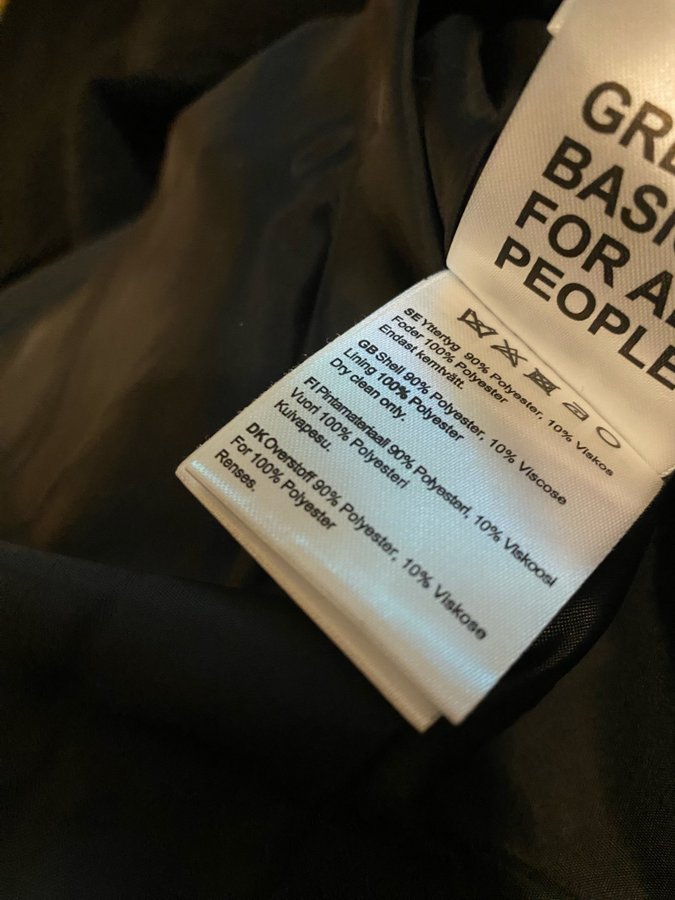 FOR
PEOPLE
SE Yttertyg 90% Polyester, 10% Viskos
Foder 100% Polyester
Endast kemtvätt.
GB Shell 90% Polyester, 10% Viscose
Lining 100% Polyester
Dry clean only.
FI Pintamateriaali 90% Polyesteri, 10% Viskoosi
Vuori 100% Polyesteri
Kuivapesu.
DK Overstoff 90% Polyester, 10% Viskose
For 100% Polyester
Renses.